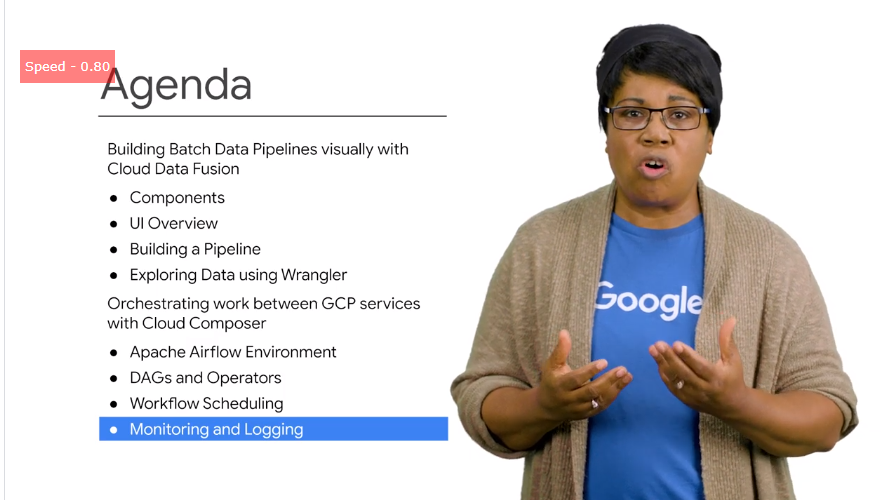 Speed - 0.80
Agenda
Building Batch Data Pipelines visually with
Cloud Data Fusion
● Components
● UI Overview
● Building a Pipeline
● Exploring Data using Wrangler
Orchestrating work between GCP services
with Cloud Composer
● Apache Airflow Environment
● DAGs and Operators
● Workflow Scheduling
● Monitoring and Logging
Google